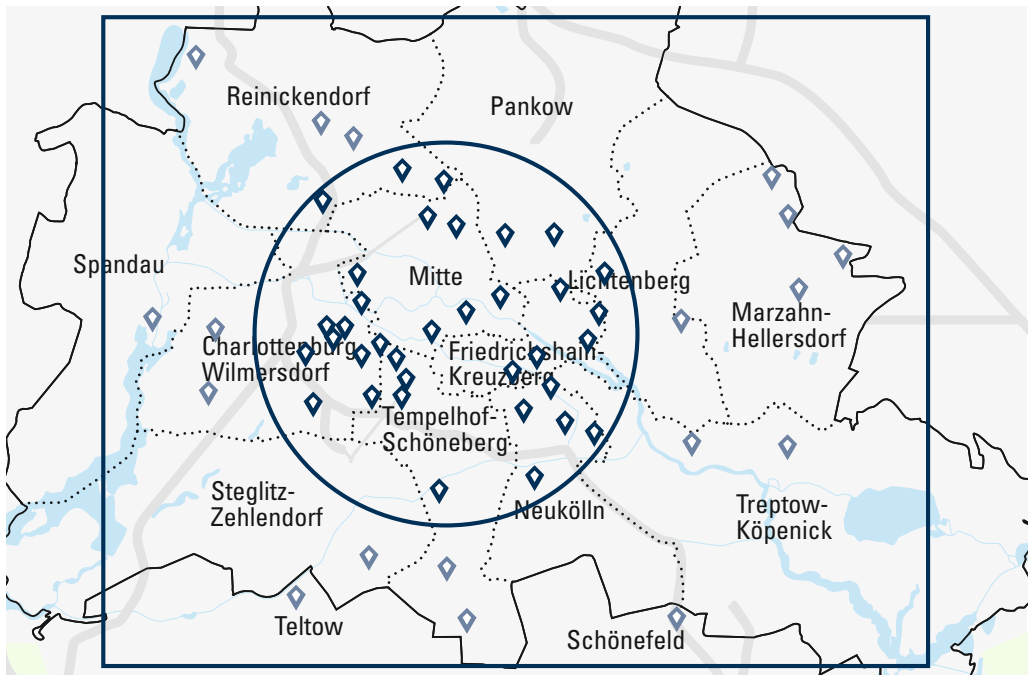 Reinickendorf
Pankow
Spandau
Mitte
Lichtenberg
Marzahn-
Hellersdorf
Charlottenburg
Wilmersdorf
Friedrichshain-
Kreuzberg
Tempelhof-
Schöneberg
Steglitz-
Zehlendorf
Neukölln
Treptow-
Köpenick
Teltow
Schönefeld